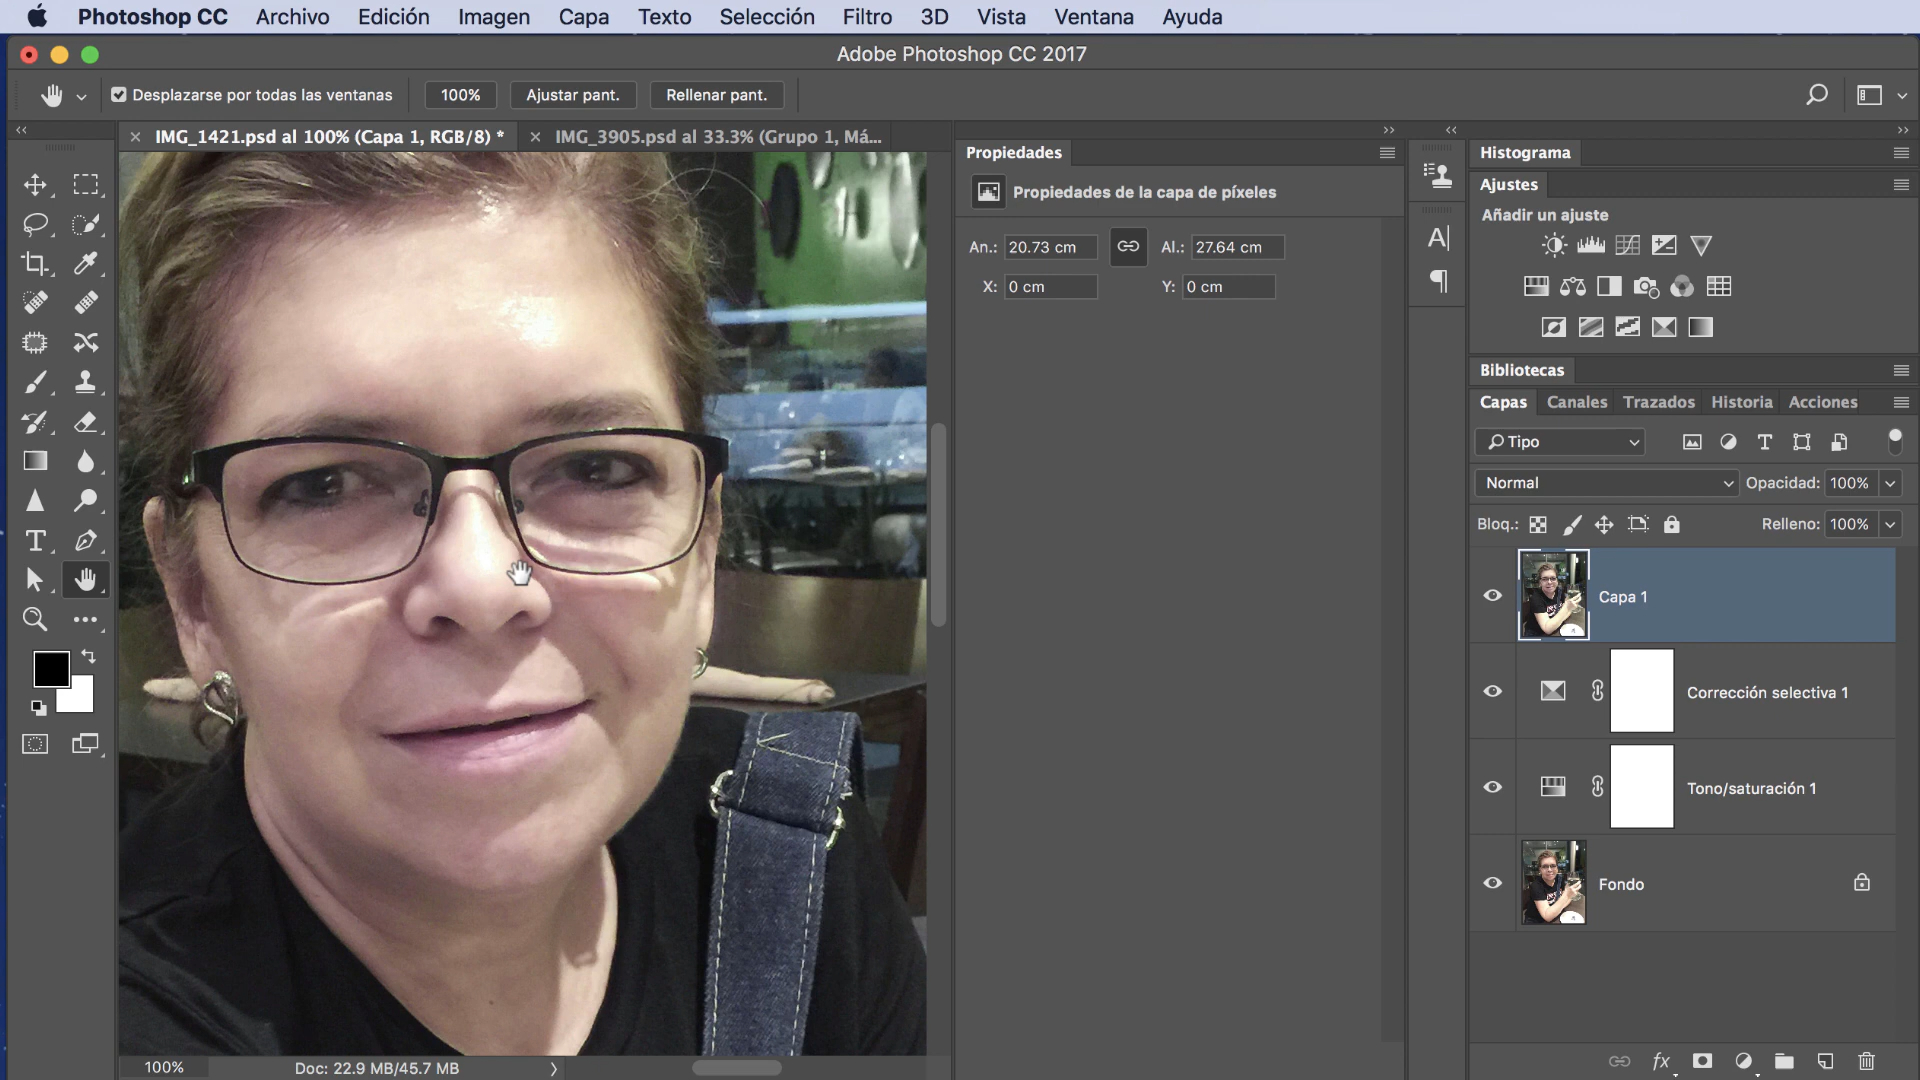 Photoshop CC Archivo Edición Imagen Capa Texto Selección Filtro 3D Vista Ventana Ayuda
Adobe Photoshop CC 2017
Desplazarse por todas las ventanas 100% Ajustar pant. Rellenar pant.
IMG_1421.psd al 100% (Capa 1, RGB/8) * IMG_3905.psd al 33.3% (Grupo 1, Má...
Propiedades
Propiedades de la capa de píxeles
An.: 20.73 cm Al.: 27.64 cm
X: 0 cm Y: 0 cm
Histograma
Ajustes
Añadir un ajuste
Bibliotecas
Capas Canales Trazados Historia Acciones
Tipo
Normal Opacidad: 100%
Bloq.: Relleno: 100%
Capa 1
Corrección selectiva 1
Tono/saturación 1
Fondo
100% Doc: 22.9 MB/45.7 MB
fx